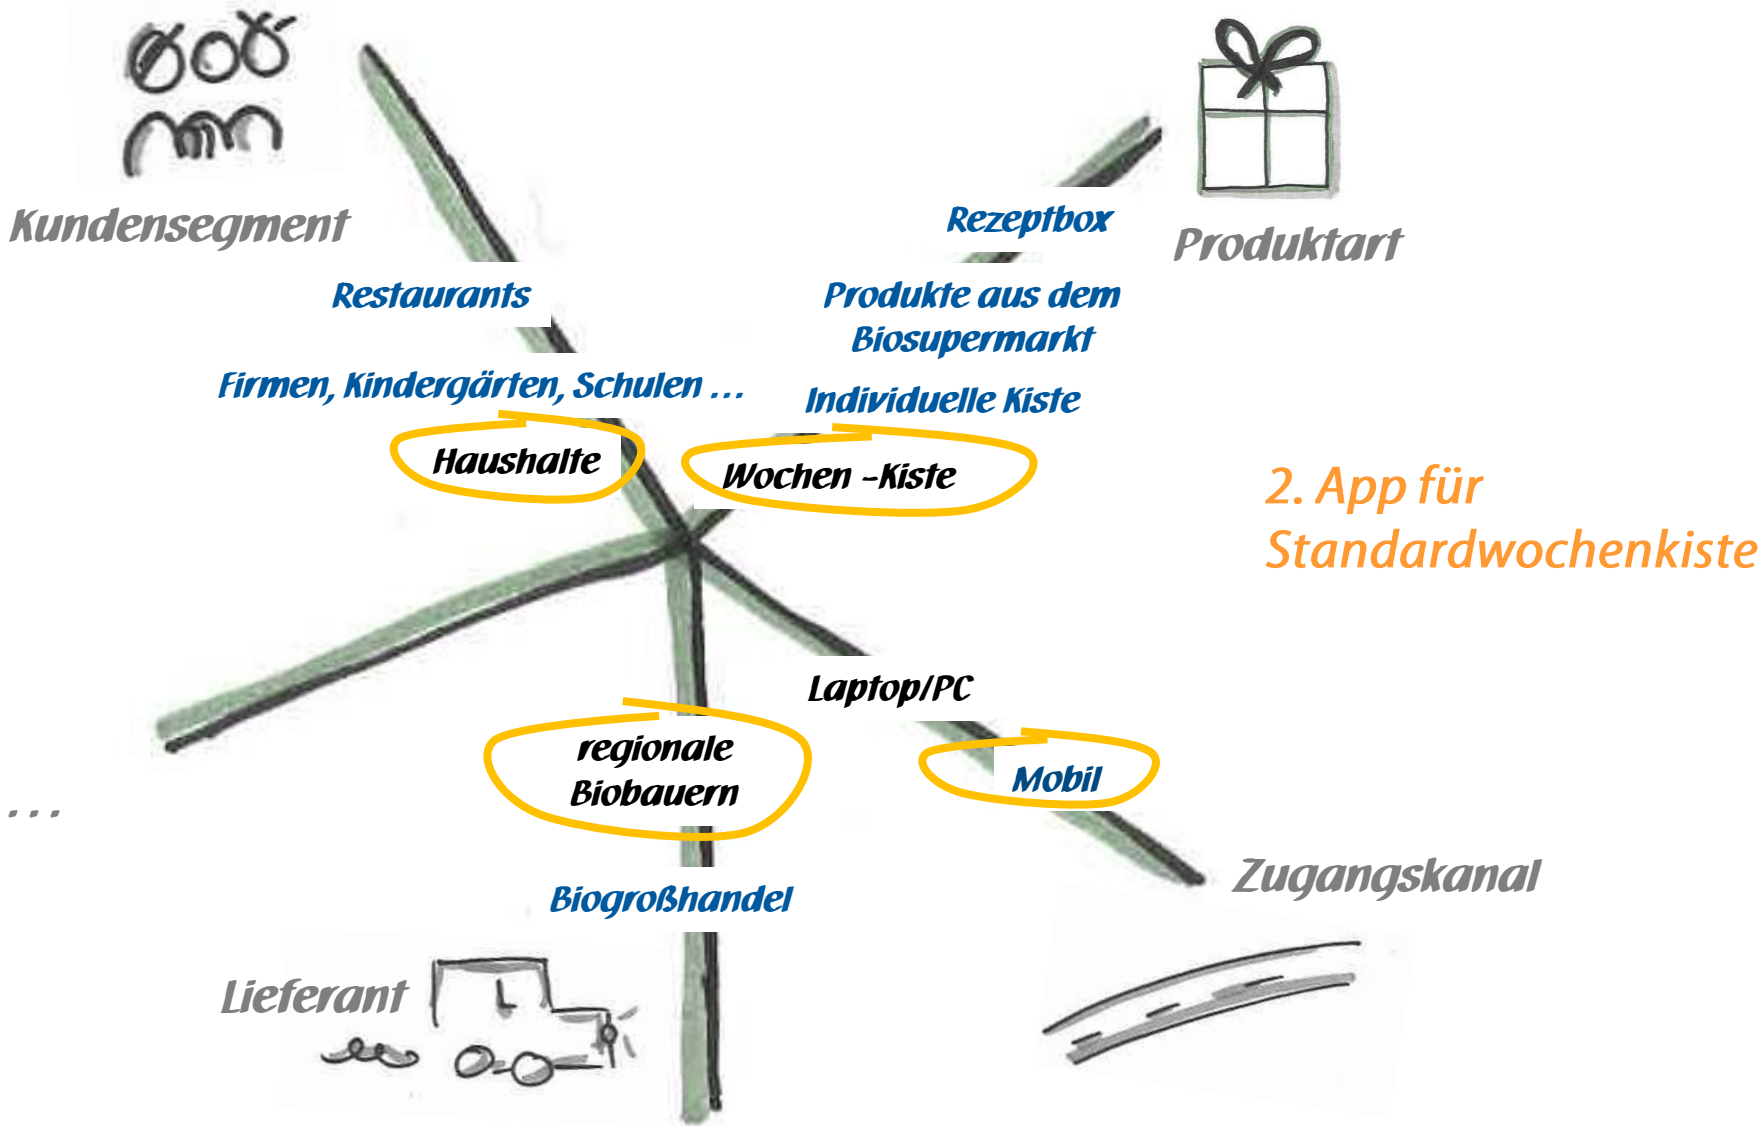 Kundensegment
Rezeptbox
Produktart
Restaurants
Produkte aus dem
Biosupermarkt
Firmen, Kindergärten, Schulen ...
Individuelle Kiste
Haushalte
Wochen -Kiste
2. App für
Standardwochenkiste
Laptop/PC
regionale
Biobauern
Mobil
...
Zugangskanal
Biogroßhandel
Lieferant